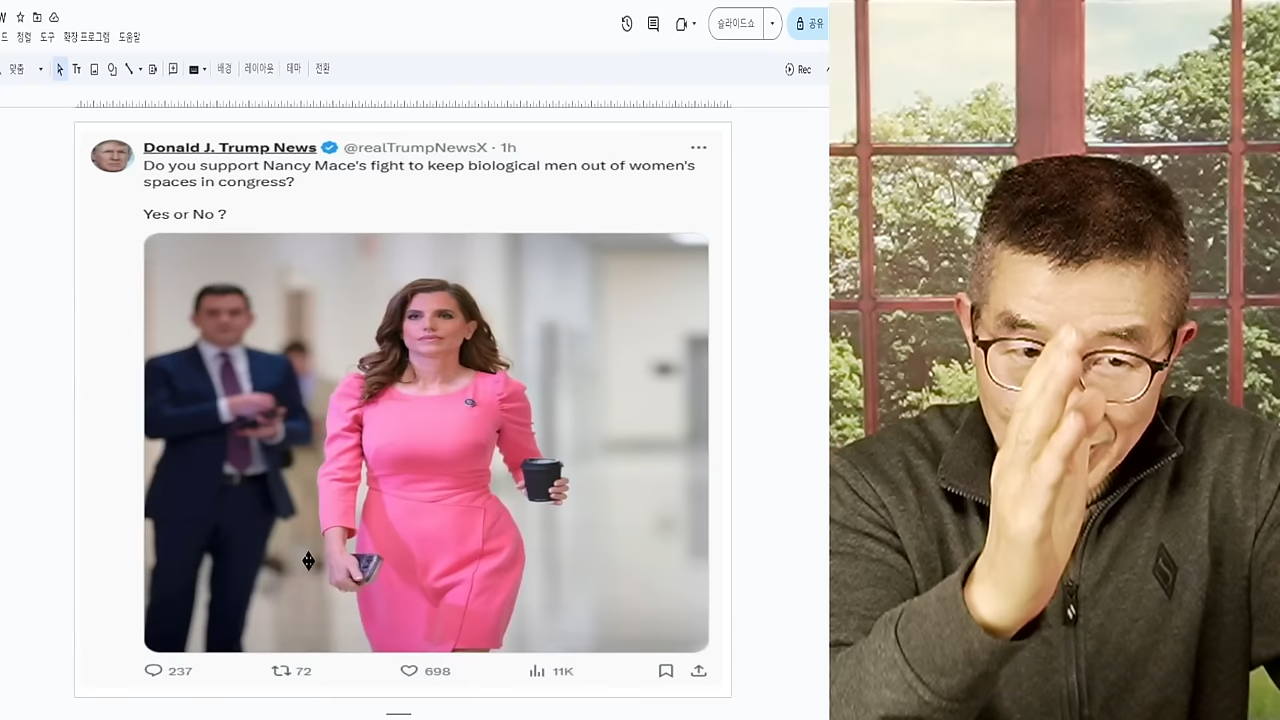 정렬 도구 확장 프로그램 도움말
슬라이드쇼
공유
맞춤
Tт
배경 레이아웃 테마 전환
Rec
Donald J. Trump News @realTrumpNewsX · 1h
Do you support Nancy Mace's fight to keep biological men out of women's
spaces in congress?
Yes or No ?
237 72 698 11K